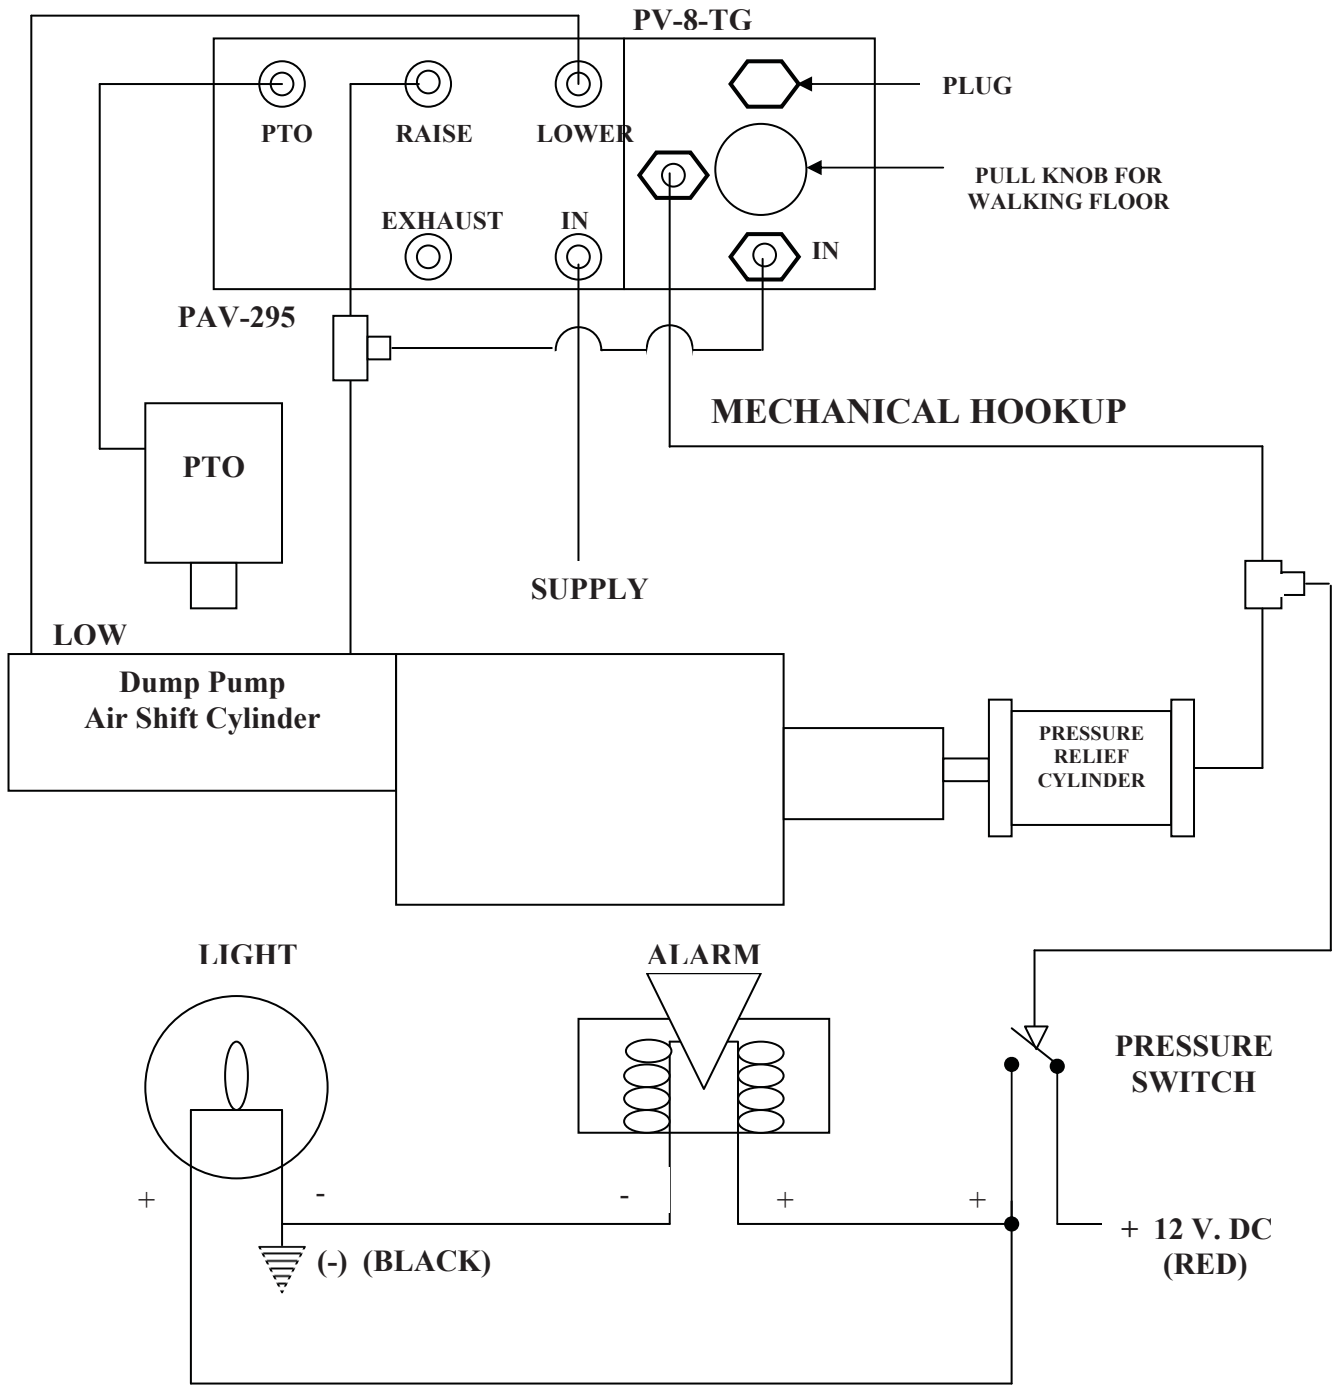 PV-8-TG
PLUG
PTO
RAISE
LOWER
PULL KNOB FOR
WALKING FLOOR
EXHAUST
IN
IN
PAV-295
MECHANICAL HOOKUP
PTO
SUPPLY
LOW
Dump Pump
Air Shift Cylinder
PRESSURE
RELIEF
CYLINDER
LIGHT
ALARM
PRESSURE
SWITCH
+
-
-
+
+
+ 12 V. DC
(RED)
(-) (BLACK)